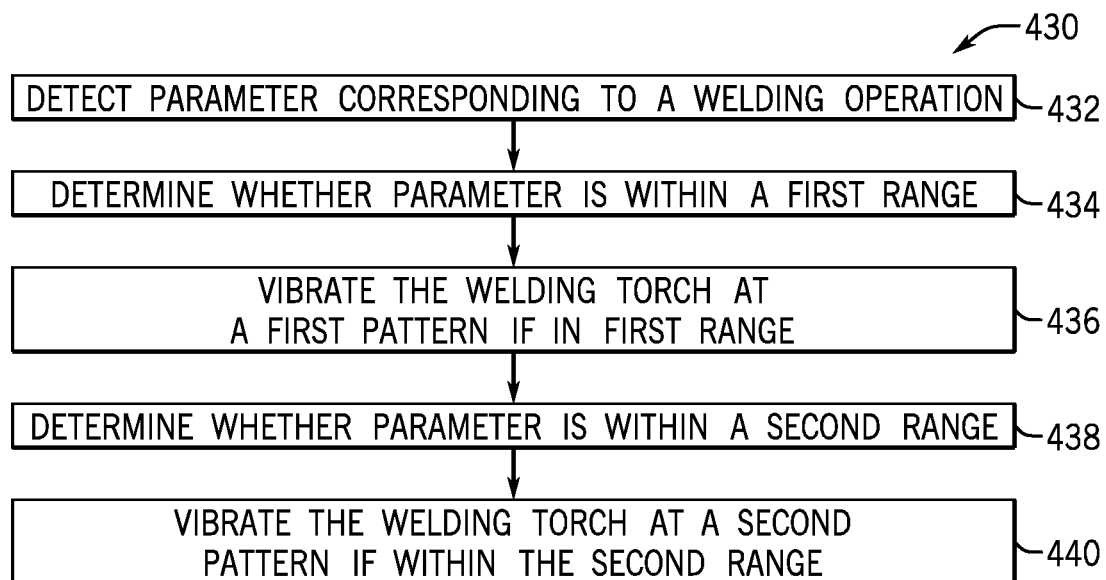 430
DETECT PARAMETER CORRESPONDING TO A WELDING OPERATION
432
DETERMINE WHETHER PARAMETER IS WITHIN A FIRST RANGE
434
VIBRATE THE WELDING TORCH AT
A FIRST PATTERN IF IN FIRST RANGE
436
DETERMINE WHETHER PARAMETER IS WITHIN A SECOND RANGE
438
VIBRATE THE WELDING TORCH AT A SECOND
PATTERN IF WITHIN THE SECOND RANGE
440